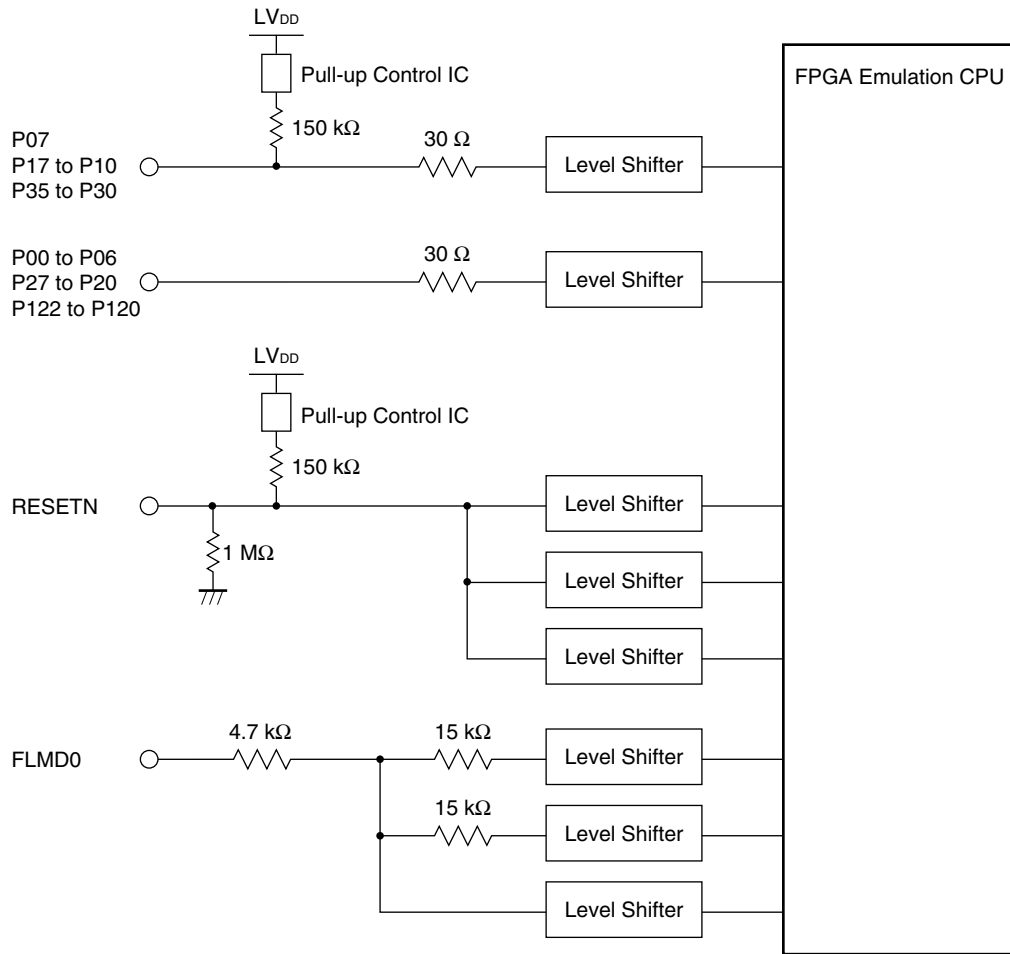 LVDD
Pull-up Control IC
FPGA Emulation CPU
150 kΩ
P07
P17 to P10
P35 to P30
30 Ω
Level Shifter
P00 to P06
P27 to P20
P122 to P120
30 Ω
Level Shifter
LVDD
Pull-up Control IC
150 kΩ
RESETN
Level Shifter
1 MΩ
Level Shifter
Level Shifter
FLMD0
4.7 kΩ
15 kΩ
Level Shifter
15 kΩ
Level Shifter
Level Shifter